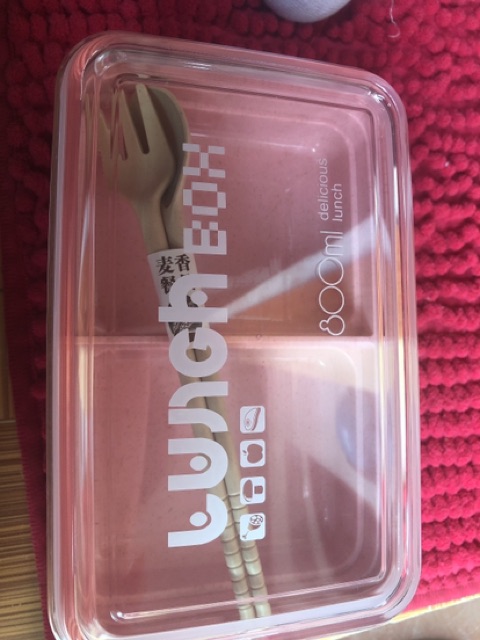 LUNCH BOX
800ml
delicious
lunch
麦香